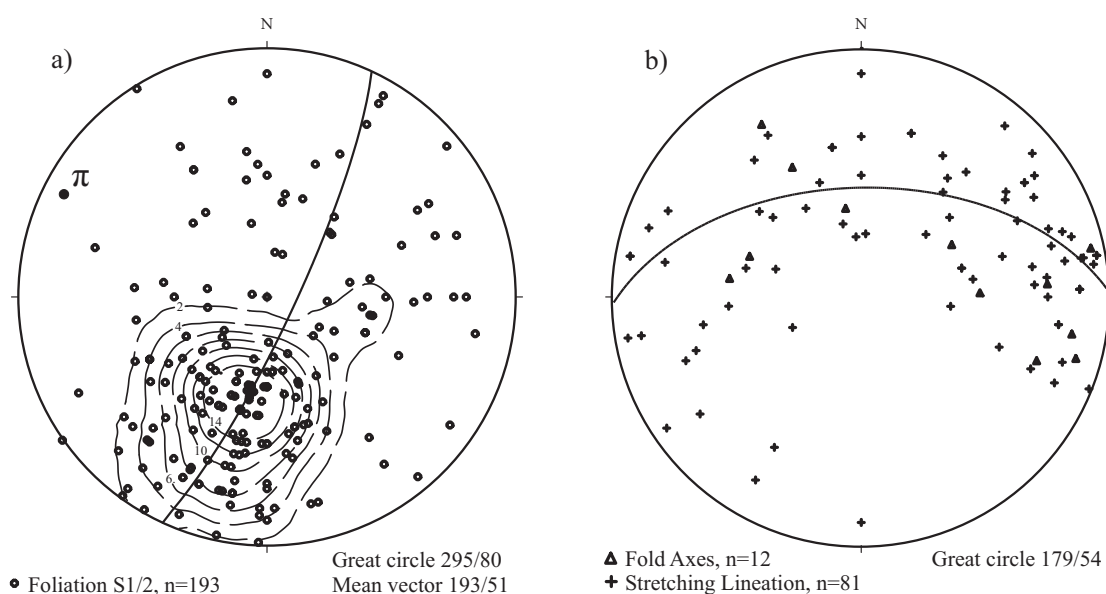 a)
N
π
2
4
14
10
6
Great circle 295/80
Foliation S1/2, n=193
Mean vector 193/51
b)
N
Fold Axes, n=12
Great circle 179/54
Stretching Lineation, n=81